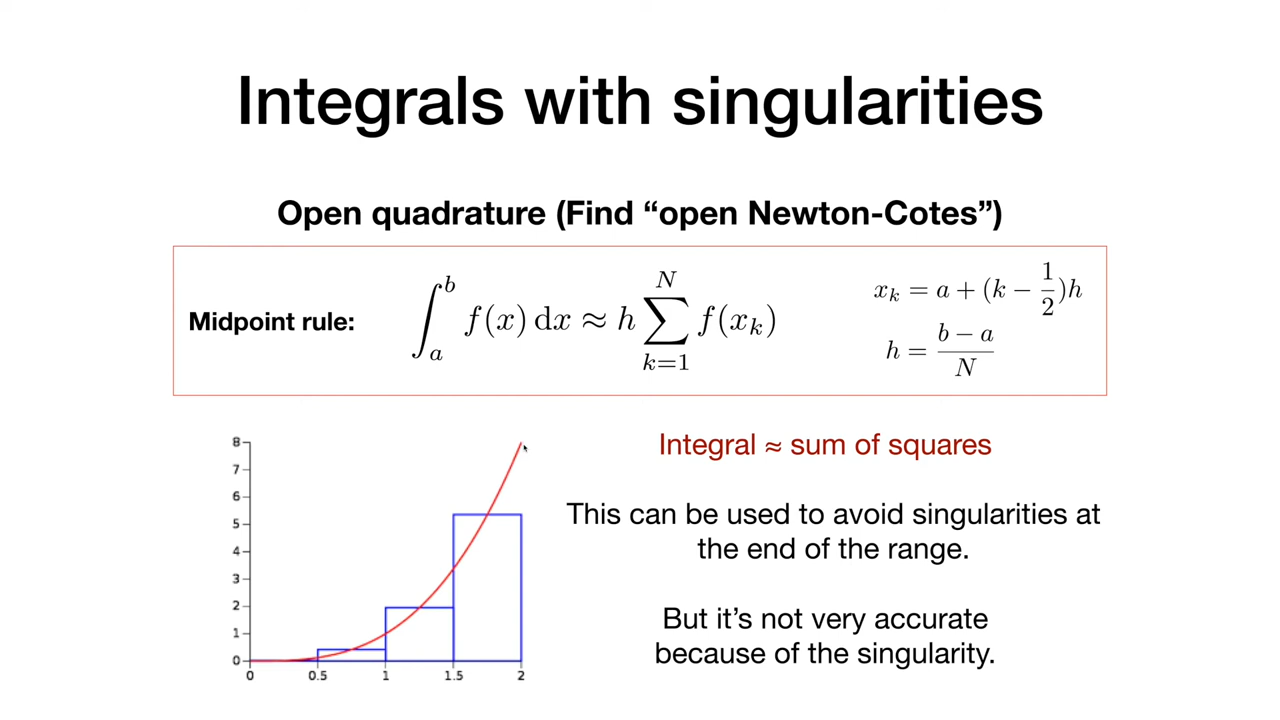 Integrals with singularities
Open quadrature (Find “open Newton-Cotes”)
Midpoint rule:
∫_a^b f(x) dx ≈ h ∑_{k=1}^{N} f(x_k)
x_k = a + (k − 1/2)h
h = (b − a)/N
8
7
6
5
4
3
2
1
0
0 0.5 1 1.5 2
Integral ≈ sum of squares
This can be used to avoid singularities at
the end of the range.
But it’s not very accurate
because of the singularity.